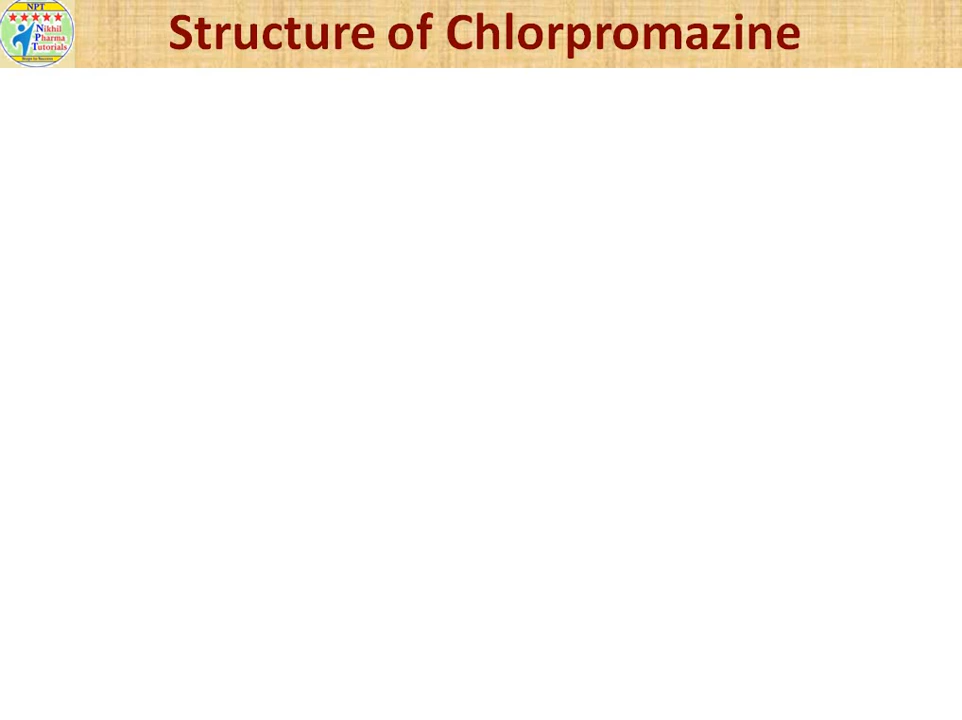 NPT
Nikhil
Pharma
Tutorials
Structure of Chlorpromazine